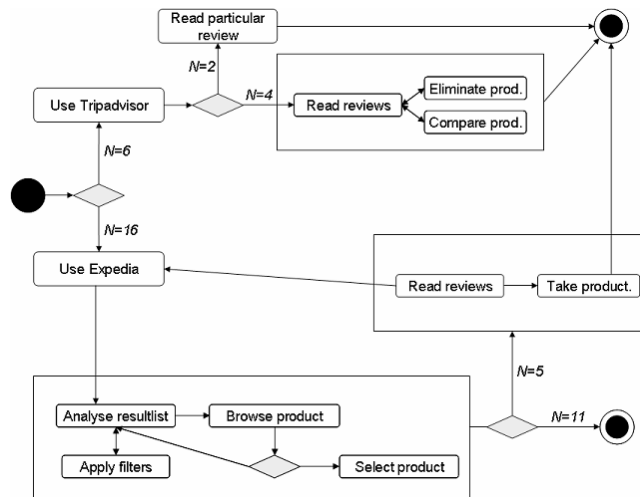 Read particular
review
N=2
Use Tripadvisor
N=4
Read reviews
Eliminate prod.
Compare prod.
N=6
N=16
Use Expedia
Read reviews
Take product.
N=5
Analyse resultlist
Browse product
N=11
Apply filters
Select product